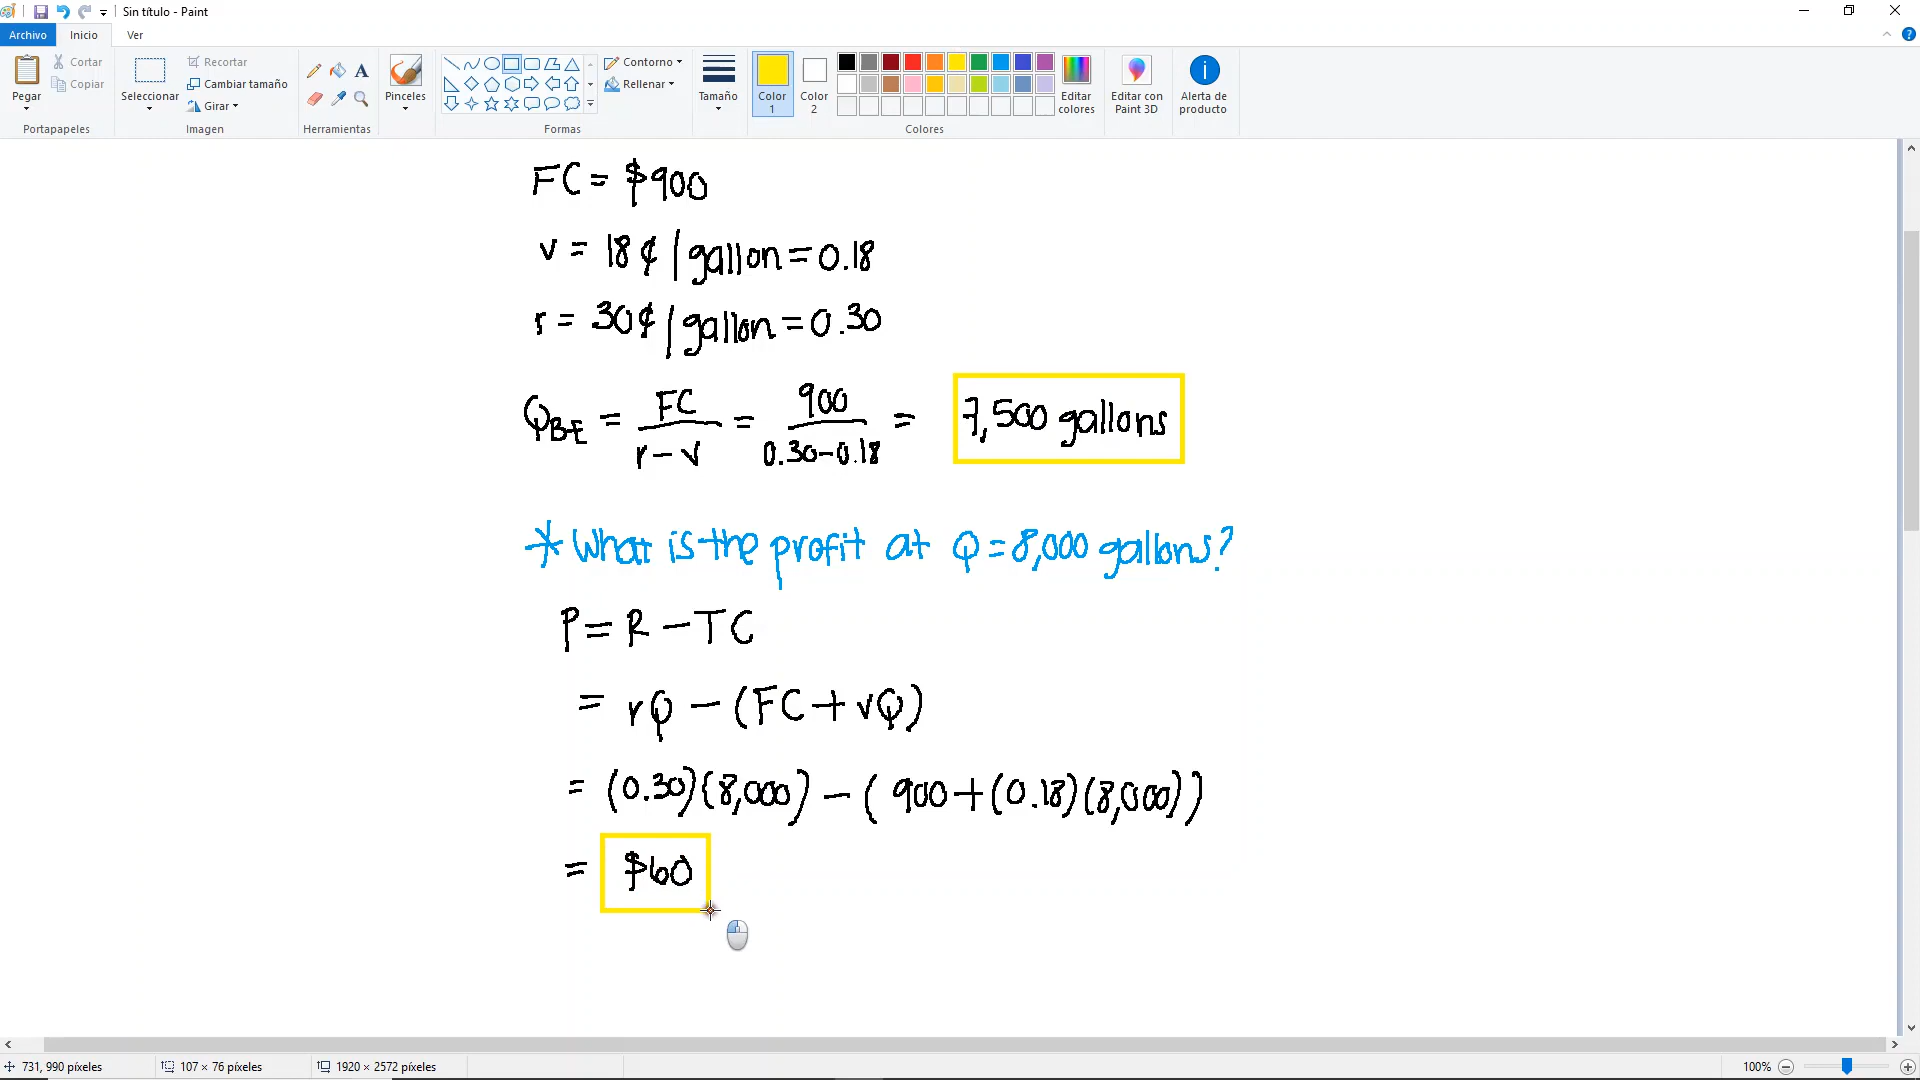 Sin título - Paint
Archivo Inicio Ver
Pegar Cortar Copiar Portapapeles
Seleccionar Recortar Cambiar tamaño Girar Imagen
A Herramientas
Pinceles
Formas Contorno Rellenar
Tamaño
Color 1 Color 2 Colores
Editar colores
Editar con Paint 3D
Alerta de producto
FC = $900
v = 18¢ / gallon = 0.18
r = 30¢ / gallon = 0.30
QBE = FC / r - v = 900 / 0.30-0.18 = 7,500 gallons
* What is the profit at Q = 8,000 gallons?
P = R - TC
= rQ - (FC + vQ)
= (0.30)(8,000) - (900 + (0.18)(8,000))
= $60
731, 990 píxeles 107 × 76 píxeles 1920 × 2572 píxeles 100%